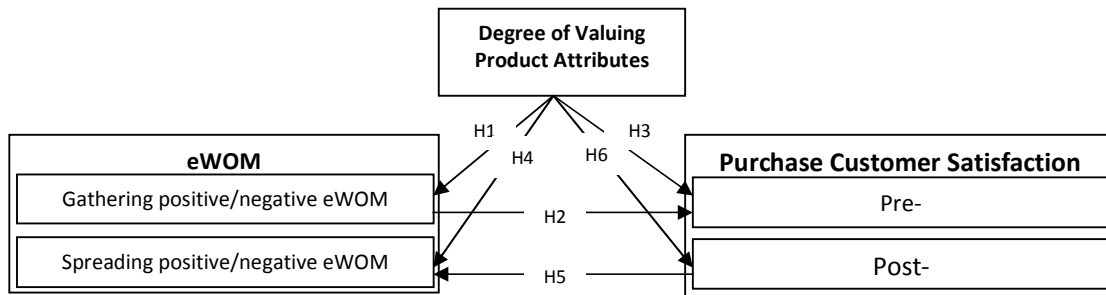 Degree of Valuing
Product Attributes
H1
H3
H4
H6
eWOM
Purchase Customer Satisfaction
Gathering positive/negative eWOM
H2
Pre-
Spreading positive/negative eWOM
H5
Post-